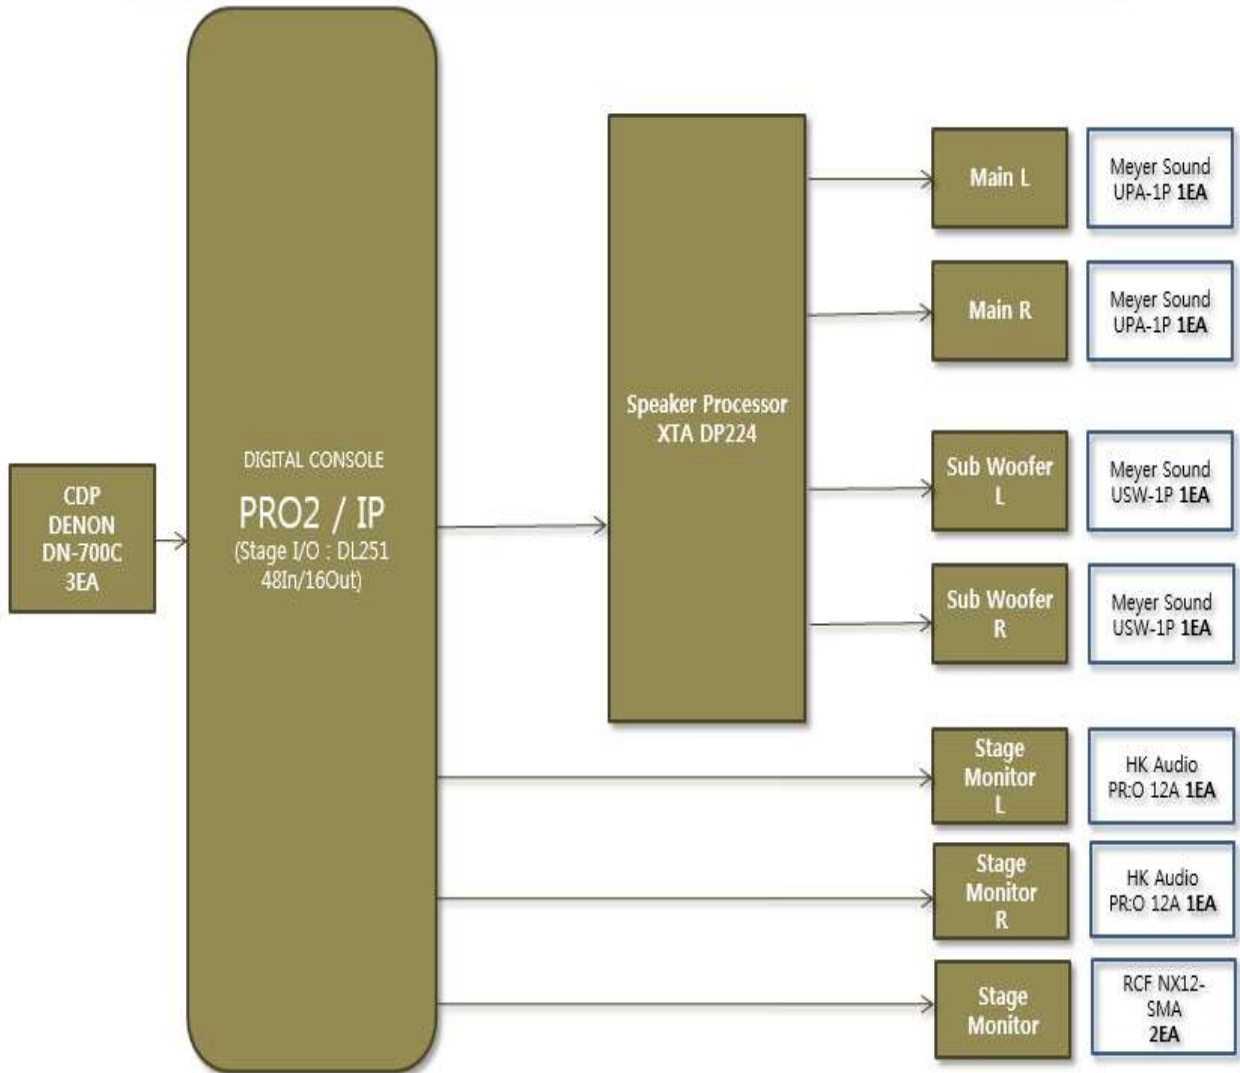 CDP
DENON
DN-700C
3EA
DIGITAL CONSOLE
PRO2 / IP
(Stage I/O : DL251
48In/16Out)
Speaker Processor
XTA DP224
Main L
Meyer Sound
UPA-1P 1EA
Main R
Meyer Sound
UPA-1P 1EA
Sub Woofer
L
Meyer Sound
USW-1P 1EA
Sub Woofer
R
Meyer Sound
USW-1P 1EA
Stage
Monitor
L
HK Audio
PR:O 12A 1EA
Stage
Monitor
R
HK Audio
PR:O 12A 1EA
Stage
Monitor
RCF NX12-
SMA
2EA